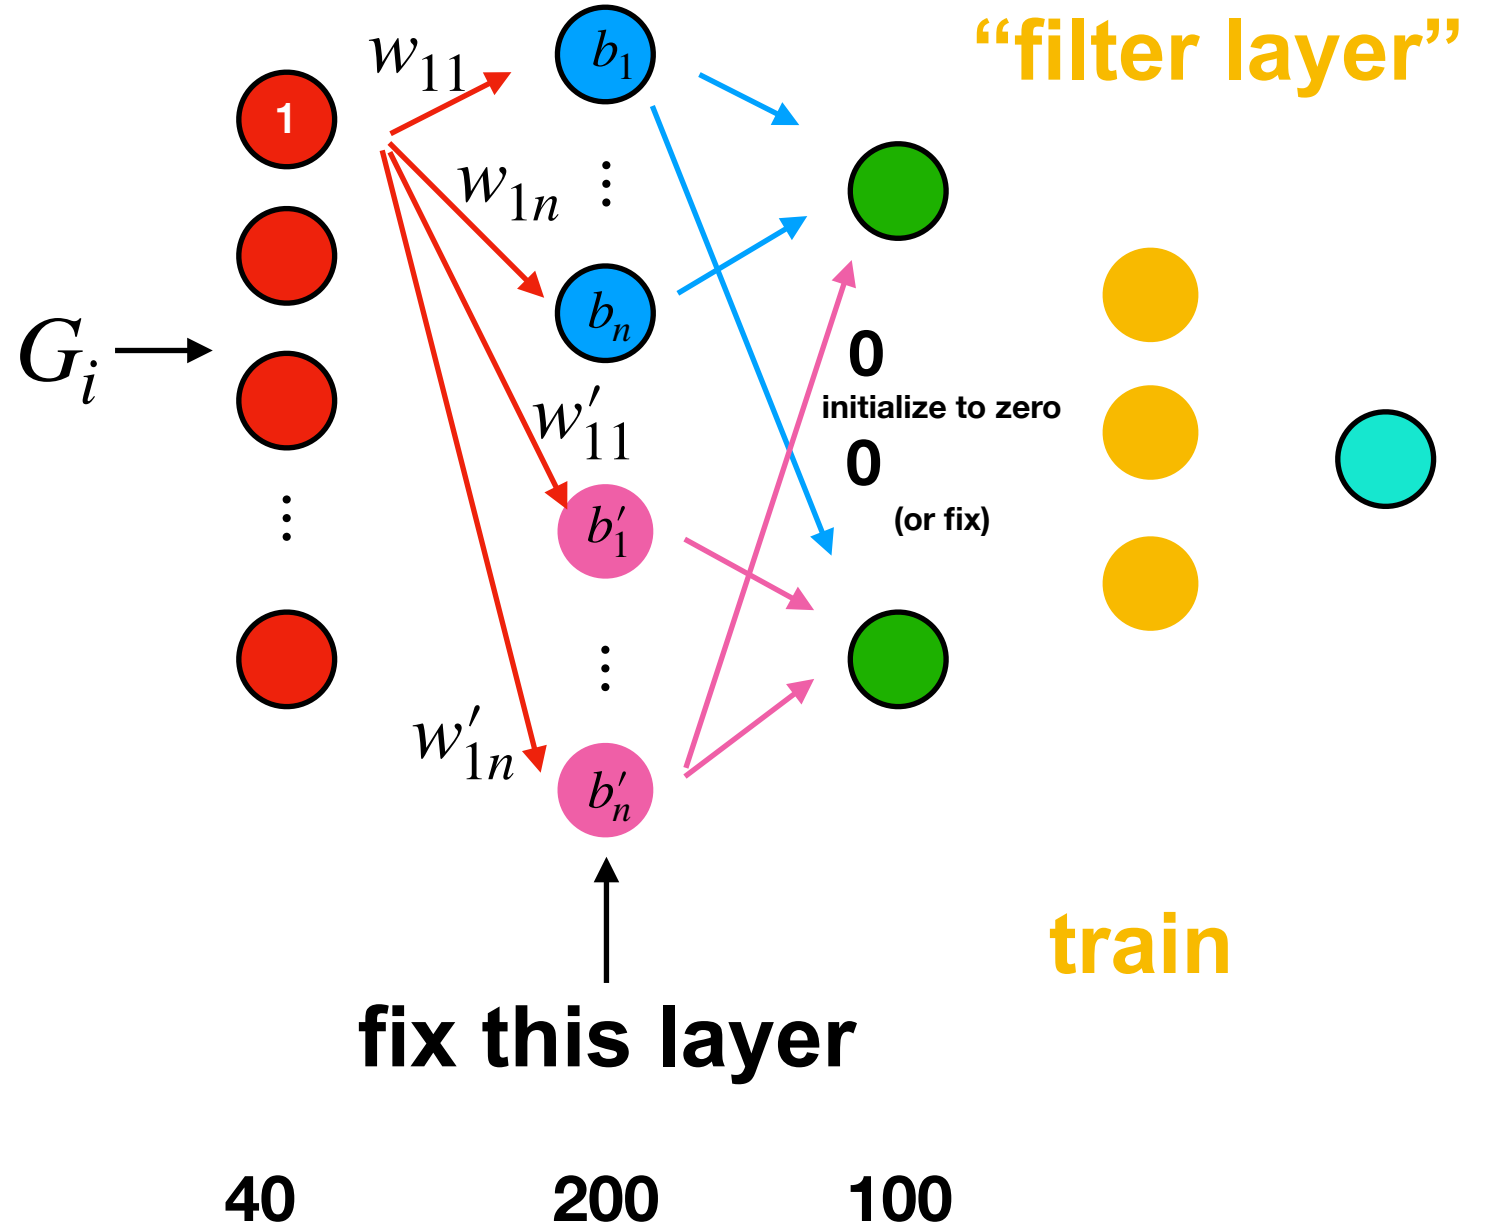 “filter layer”
w₁₁
b₁
1
w₁ₙ
bₙ
Gᵢ
0
initialize to zero
w′₁₁
0
b′₁
(or fix)
w′₁ₙ
b′ₙ
train
fix this layer
40 200 100